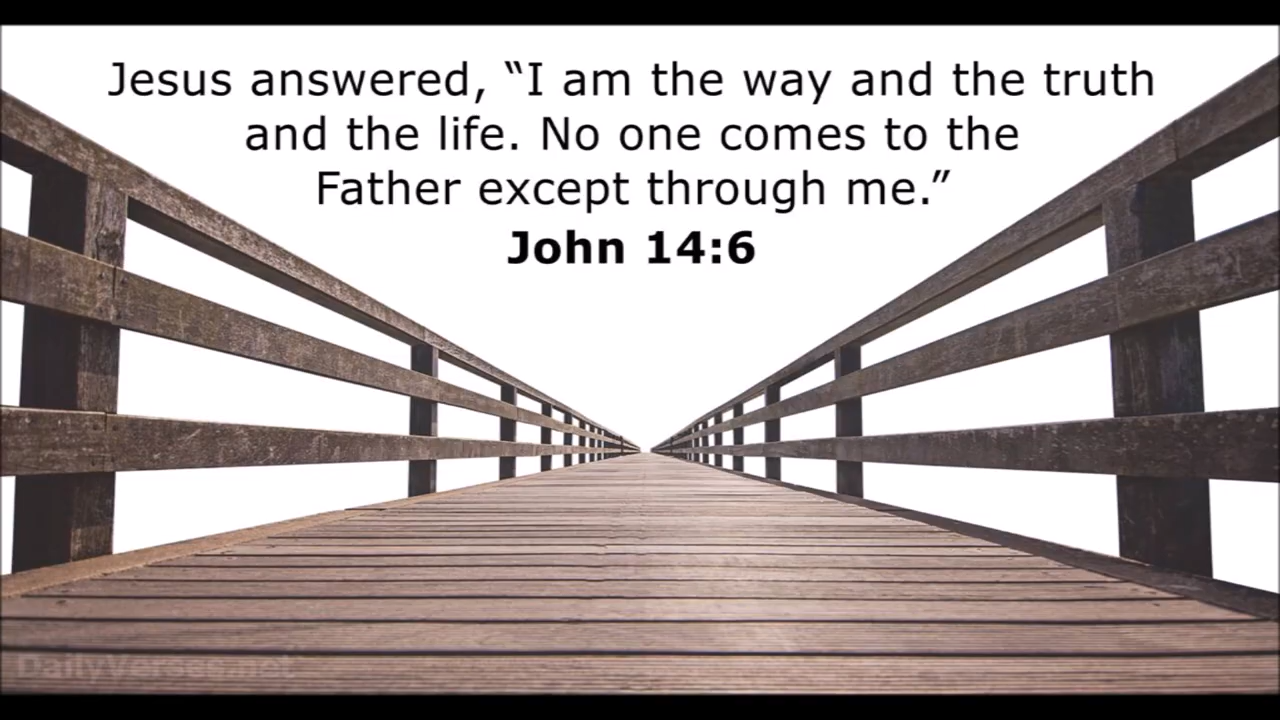 Jesus answered, “I am the way and the truth
and the life. No one comes to the
Father except through me.”
John 14:6
DailyVerses.net